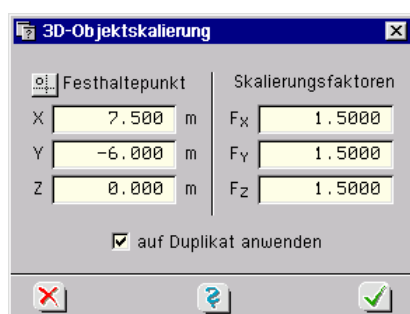 3D-Objektskalierung
Festhaltepunkt Skalierungsfaktoren
X 7.500 m FX 1.5000
Y -6.000 m FY 1.5000
Z 0.000 m FZ 1.5000
auf Duplikat anwenden